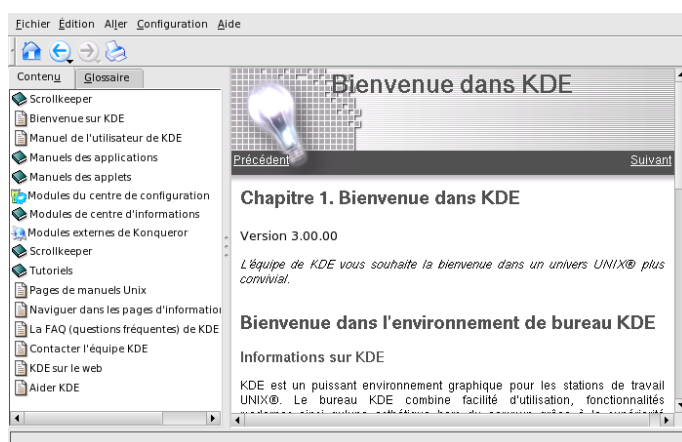 Fichier Édition Aller Configuration Aide
Contenu Glossaire
Scrollkeeper
Bienvenue sur KDE
Manuel de l'utilisateur de KDE
Manuels des applications
Manuels des applets
Modules du centre de configuration
Modules de centre d'informations
Modules externes de Konqueror
Scrollkeeper
Tutoriels
Pages de manuels Unix
Naviguer dans les pages d'information
La FAQ (questions fréquentes) de KDE
Contacter l'équipe KDE
KDE sur le web
Aider KDE
Bienvenue dans KDE
Précédent Suivant
Chapitre 1. Bienvenue dans KDE
Version 3.00.00
L'équipe de KDE vous souhaite la bienvenue dans un univers UNIX® plus
convivial.
Bienvenue dans l'environnement de bureau KDE
Informations sur KDE
KDE est un puissant environnement graphique pour les stations de travail
UNIX®. Le bureau KDE combine facilité d'utilisation, fonctionnalités